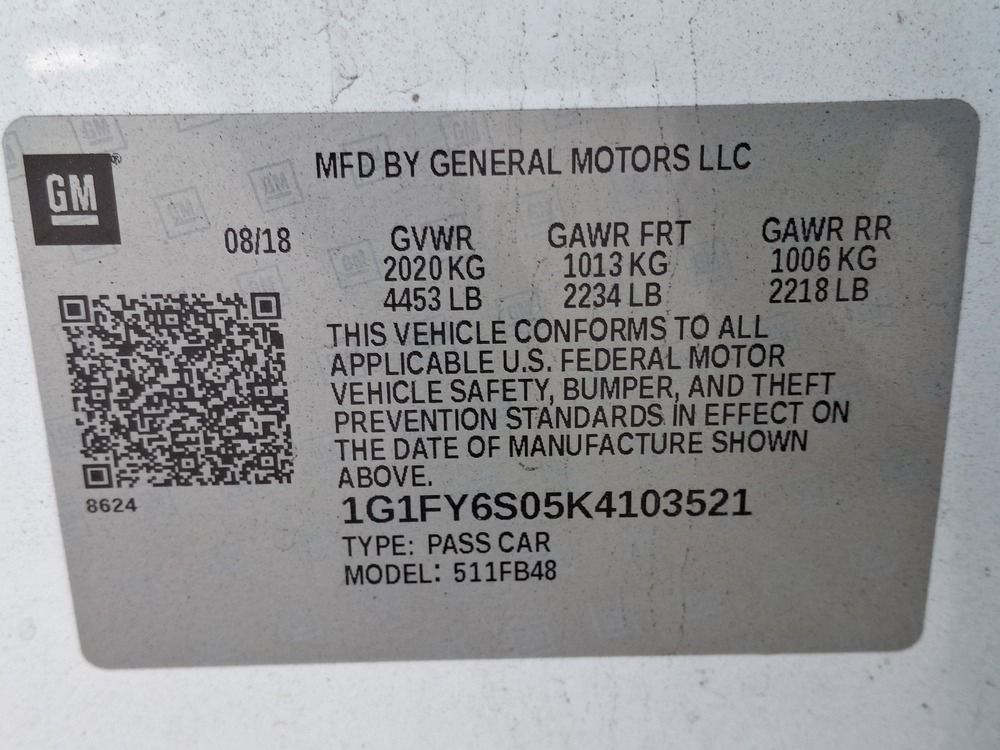 GM
MFD BY GENERAL MOTORS LLC
08/18
GVWR GAWR FRT GAWR RR
2020 KG 1013 KG 1006 KG
4453 LB 2234 LB 2218 LB
THIS VEHICLE CONFORMS TO ALL
APPLICABLE U.S. FEDERAL MOTOR
VEHICLE SAFETY, BUMPER, AND THEFT
PREVENTION STANDARDS IN EFFECT ON
THE DATE OF MANUFACTURE SHOWN
ABOVE.
8624
1G1FY6S05K4103521
TYPE: PASS CAR
MODEL: 511FB48